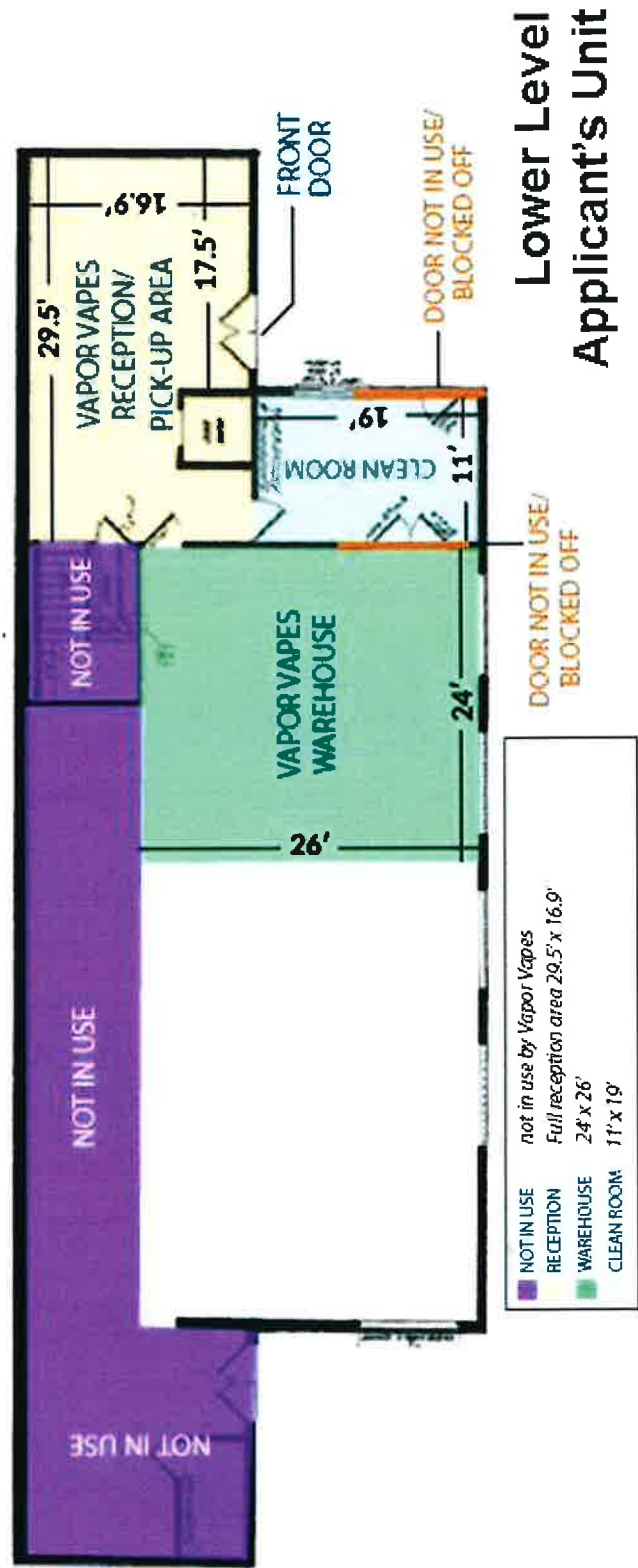 Lower Level
Applicant's Unit
29.5'
16.9'
VAPOR VAPES
RECEPTION/
PICK-UP AREA
17.5'
FRONT
DOOR
NOT IN USE
NOT IN USE
NOT IN USE
VAPOR VAPES
WAREHOUSE
26'
24'
CLEAN ROOM
19'
11'
DOOR NOT IN USE/
BLOCKED OFF
DOOR NOT IN USE/
BLOCKED OFF
NOT IN USE not in use by Vapor Vapes
RECEPTION Full reception area 29.5' x 16.9'
WAREHOUSE 24' x 26'
CLEAN ROOM 11' x 19'